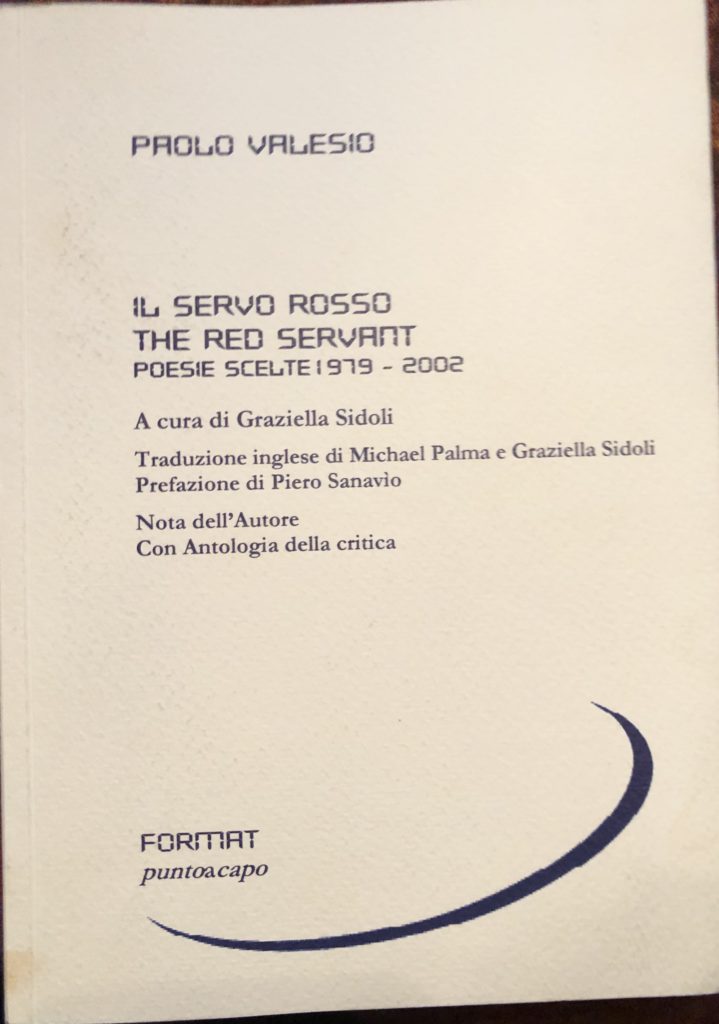 PAOLO VALESIO
IL SERVO ROSSO
THE RED SERVANT
POESIE SCELTE 1979 - 2002
A cura di Graziella Sidoli
Traduzione inglese di Michael Palma e Graziella Sidoli
Prefazione di Piero Sanavìo
Nota dell'Autore
Con Antologia della critica
FORMAT
puntoacapo